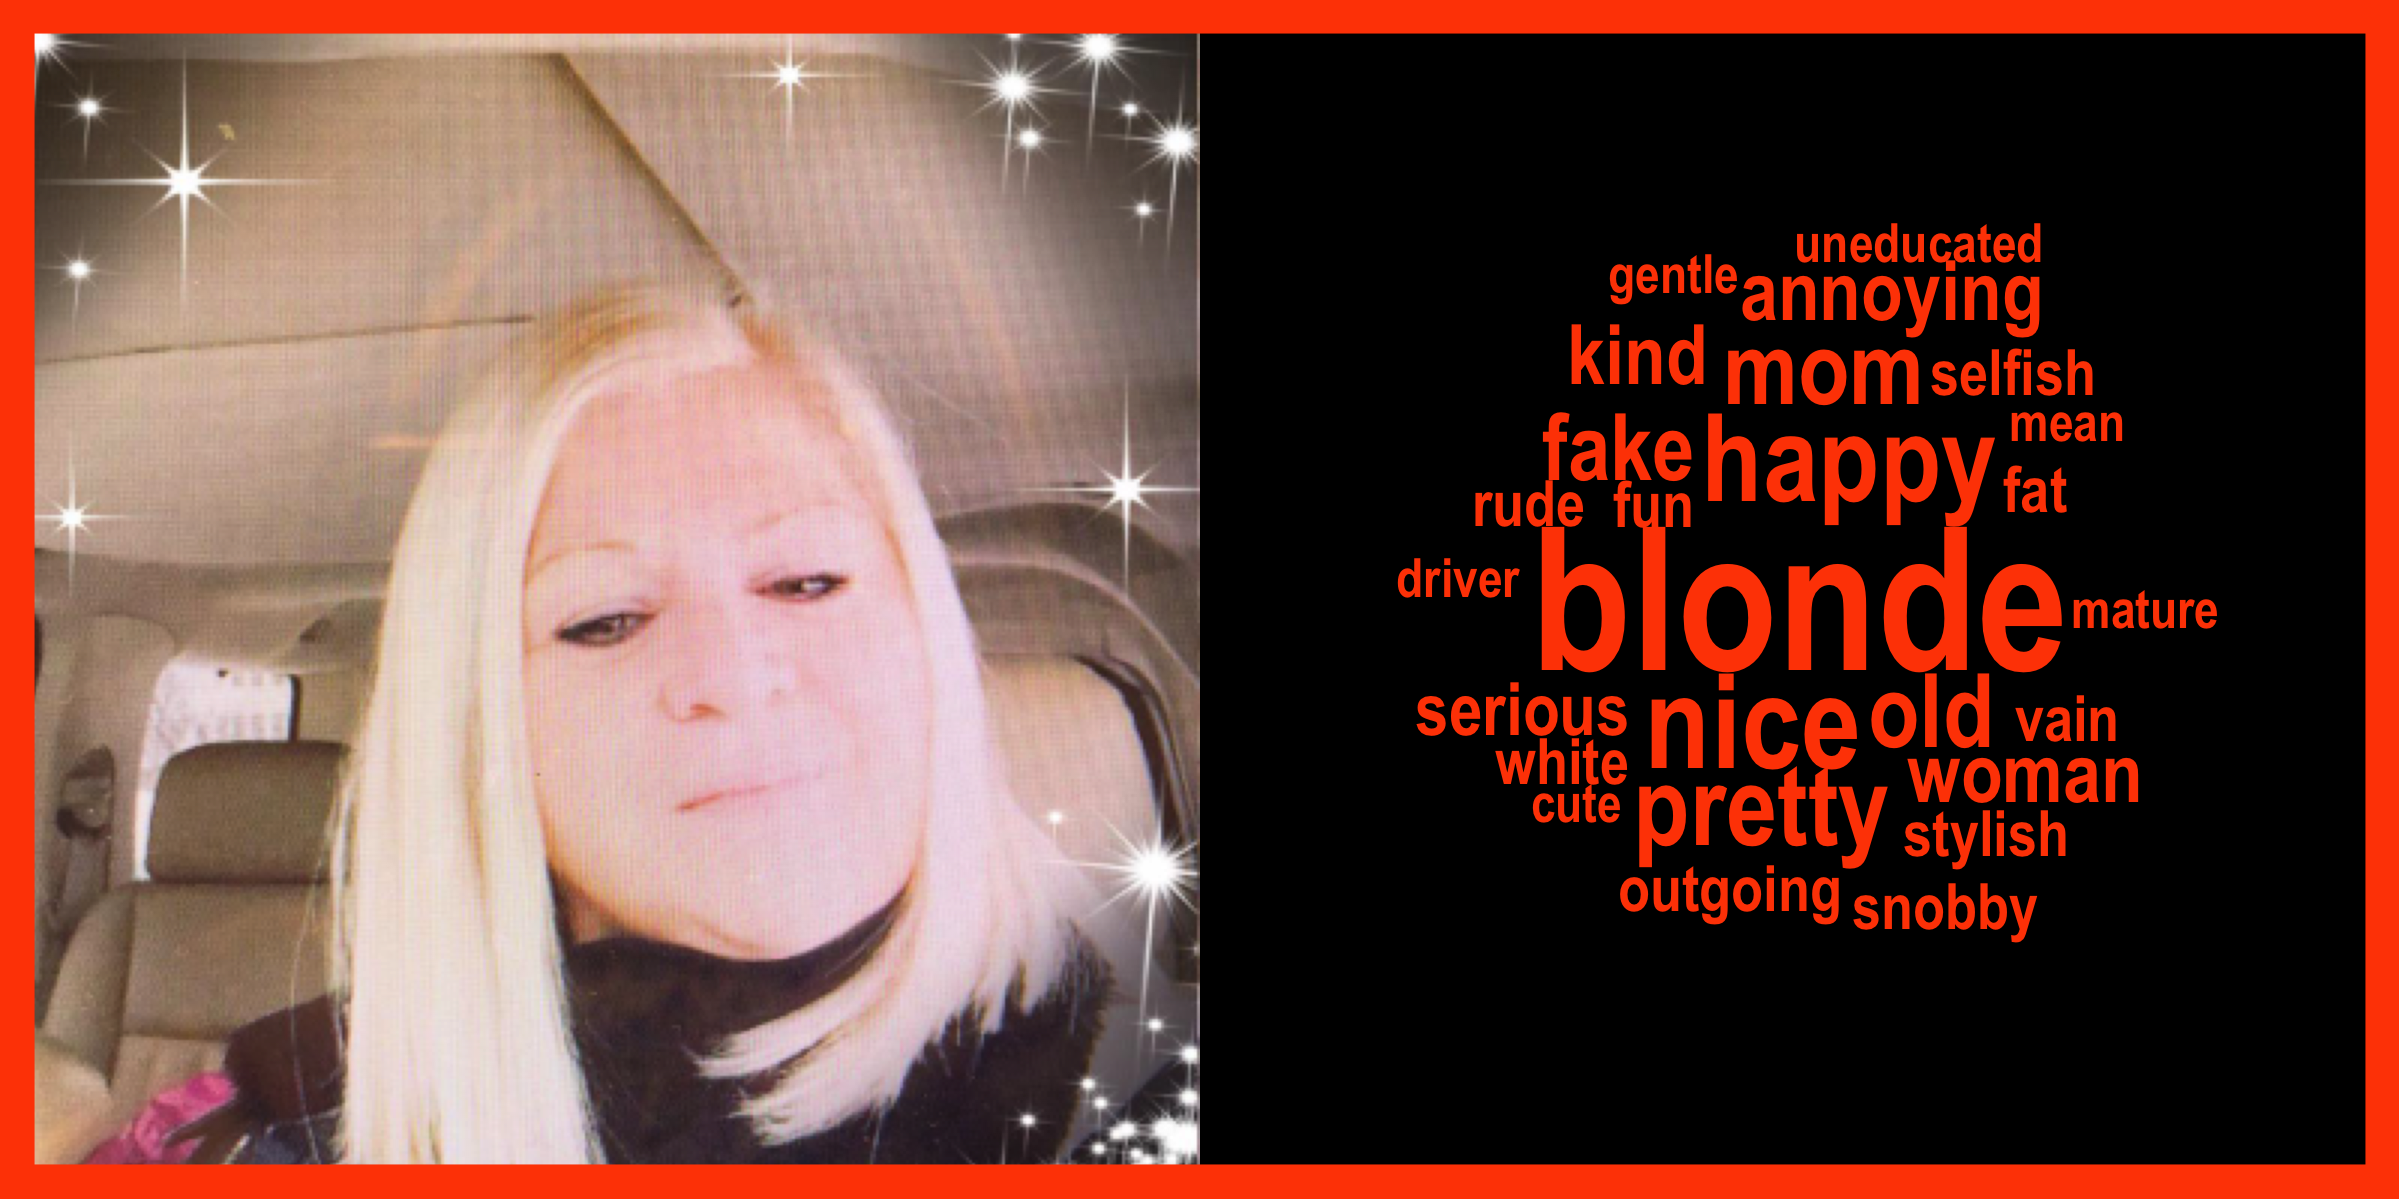 uneducated
gentle annoying
kind mom selfish
fake happy mean
rude fun fat
driver blonde mature
serious nice old vain
white woman
cute pretty stylish
outgoing snobby